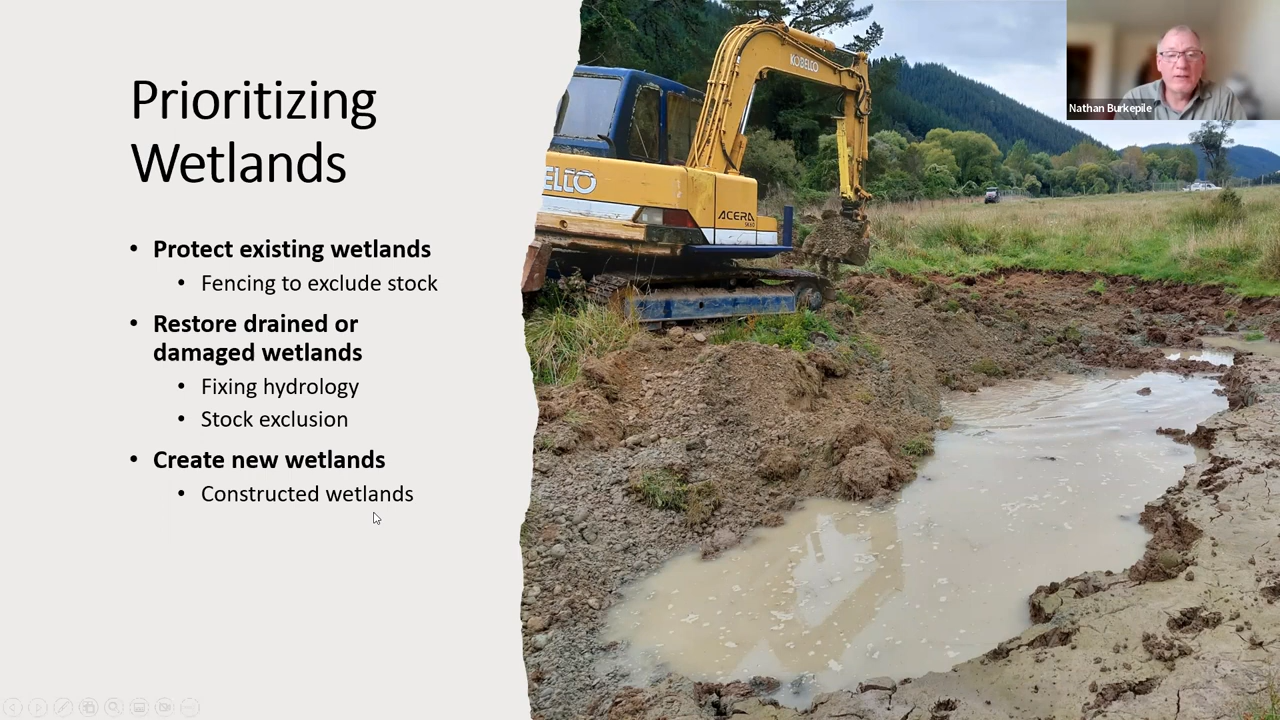 Prioritizing
Wetlands
• Protect existing wetlands
• Fencing to exclude stock
• Restore drained or
damaged wetlands
• Fixing hydrology
• Stock exclusion
• Create new wetlands
• Constructed wetlands
KOBELCO
ELCO
ACERA
Nathan Burkepile